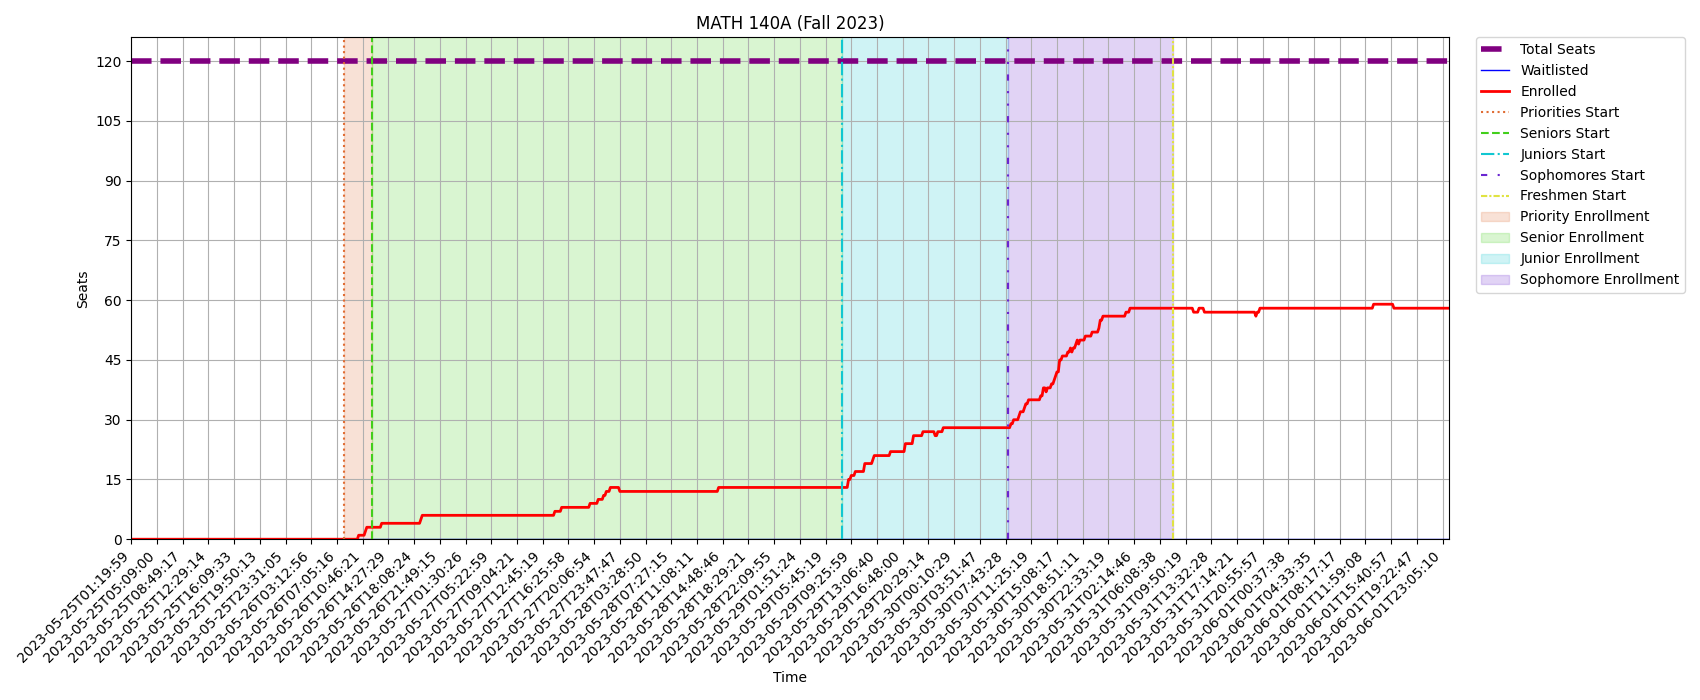 MATH 140A (Fall 2023)
Seats
120
105
90
75
60
45
30
15
0
2023-05-25T01:19:59
2023-05-25T05:09:00
2023-05-25T08:49:17
2023-05-25T12:29:14
2023-05-25T16:09:33
2023-05-25T19:50:13
2023-05-25T23:31:05
2023-05-26T03:12:56
2023-05-26T07:05:16
2023-05-26T10:46:21
2023-05-26T14:27:29
2023-05-26T18:08:24
2023-05-26T21:49:15
2023-05-27T01:30:26
2023-05-27T05:22:59
2023-05-27T09:04:21
2023-05-27T12:45:19
2023-05-27T16:25:58
2023-05-27T20:06:54
2023-05-27T23:47:47
2023-05-28T03:28:50
2023-05-28T07:27:15
2023-05-28T11:08:11
2023-05-28T14:48:46
2023-05-28T18:29:21
2023-05-28T22:09:55
2023-05-29T01:51:24
2023-05-29T05:45:19
2023-05-29T09:25:59
2023-05-29T13:06:40
2023-05-29T16:48:00
2023-05-29T20:29:14
2023-05-30T00:10:29
2023-05-30T03:51:47
2023-05-30T07:43:28
2023-05-30T11:25:19
2023-05-30T15:08:17
2023-05-30T18:51:11
2023-05-30T22:33:19
2023-05-31T02:14:46
2023-05-31T06:08:38
2023-05-31T09:50:19
2023-05-31T13:32:28
2023-05-31T17:14:21
2023-05-31T20:55:57
2023-06-01T00:37:38
2023-06-01T04:33:35
2023-06-01T08:17:17
2023-06-01T11:59:08
2023-06-01T15:40:57
2023-06-01T19:22:47
2023-06-01T23:05:10
Time
Total Seats
Waitlisted
Enrolled
Priorities Start
Seniors Start
Juniors Start
Sophomores Start
Freshmen Start
Priority Enrollment
Senior Enrollment
Junior Enrollment
Sophomore Enrollment